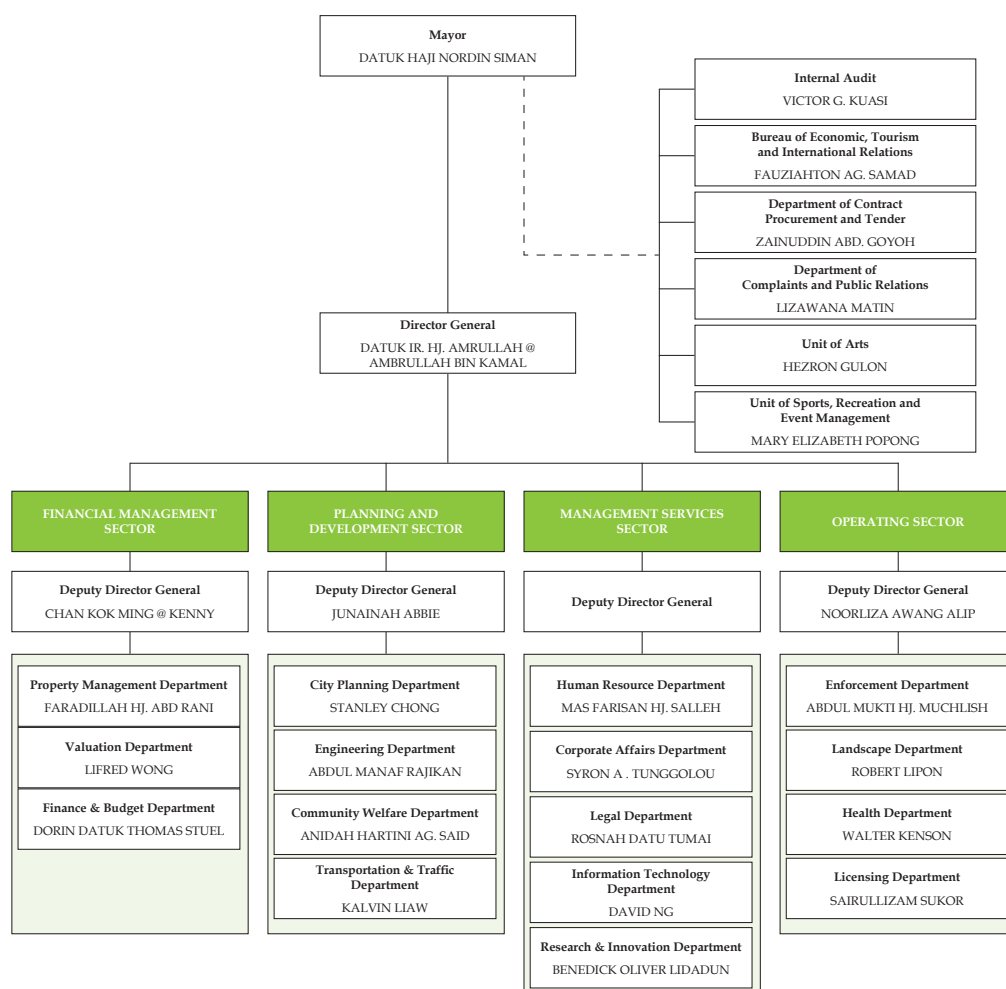 Mayor
DATUK HAJI NORDIN SIMAN
Internal Audit
VICTOR G. KUASI
Bureau of Economic, Tourism
and International Relations
FAUZIAHTON AG. SAMAD
Department of Contract
Procurement and Tender
ZAINUDDIN ABD. GOYOH
Department of
Complaints and Public Relations
LIZAWANA MATIN
Unit of Arts
HEZRON GULON
Unit of Sports, Recreation and
Event Management
MARY ELIZABETH POPONG
Director General
DATUK IR. HJ. AMRULLAH @
AMBRULLAH BIN KAMAL
FINANCIAL MANAGEMENT
SECTOR
Deputy Director General
CHAN KOK MING @ KENNY
Property Management Department
FARADILLAH HJ. ABD RANI
Valuation Department
LIFRED WONG
Finance & Budget Department
DORIN DATUK THOMAS STUEL
PLANNING AND
DEVELOPMENT SECTOR
Deputy Director General
JUNAINAH ABBIE
City Planning Department
STANLEY CHONG
Engineering Department
ABDUL MANAF RAJIKAN
Community Welfare Department
ANIDAH HARTINI AG. SAID
Transportation & Traffic
Department
KALVIN LIAW
MANAGEMENT SERVICES
SECTOR
Deputy Director General
Human Resource Department
MAS FARISAN HJ. SALLEH
Corporate Affairs Department
SYRON A . TUNGGOLOU
Legal Department
ROSNAH DATU TUMAI
Information Technology
Department
DAVID NG
Research & Innovation Department
BENEDICK OLIVER LIDADUN
OPERATING SECTOR
Deputy Director General
NOORLIZA AWANG ALIP
Enforcement Department
ABDUL MUKTI HJ. MUCHLISH
Landscape Department
ROBERT LIPON
Health Department
WALTER KENSON
Licensing Department
SAIRULLIZAM SUKOR